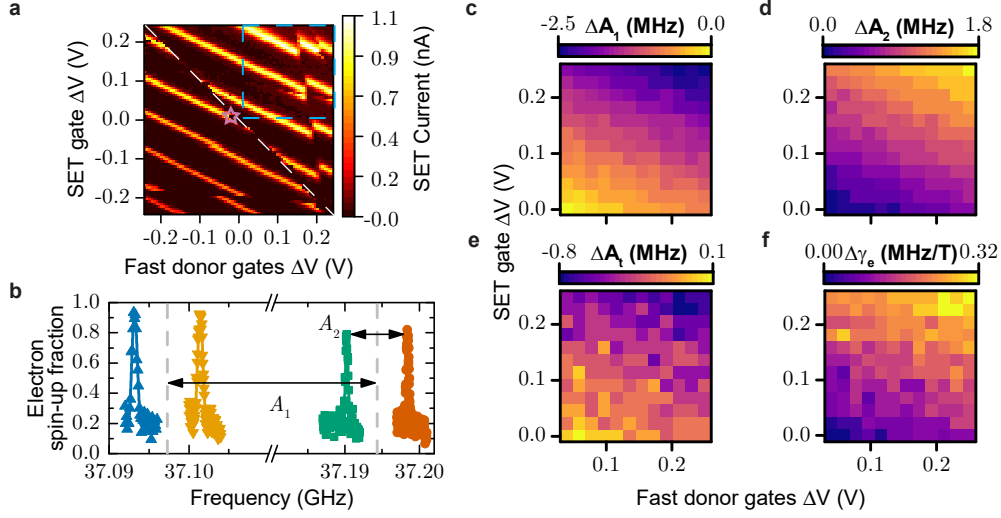 a
0.2
0.1
0.0
-0.1
-0.2
SET gate ΔV (V)
-0.2 -0.1 0.0 0.1 0.2
Fast donor gates ΔV (V)
1.1
0.9
0.7
0.4
0.2
-0.0
SET Current (nA)
b
1.0
0.8
0.6
0.4
0.2
0.0
Electron
spin-up fraction
A2
A1
37.09 37.10 37.19 37.20
Frequency (GHz)
c
-2.5 ΔA1 (MHz) 0.0
d
0.0 ΔA2 (MHz) 1.8
0.2
0.1
0.0
SET gate ΔV (V)
e
-0.8 ΔAt (MHz) 0.1
f
0.00 Δγe (MHz/T) 0.32
0.2
0.1
0.0
0.1 0.2
0.1 0.2
Fast donor gates ΔV (V)